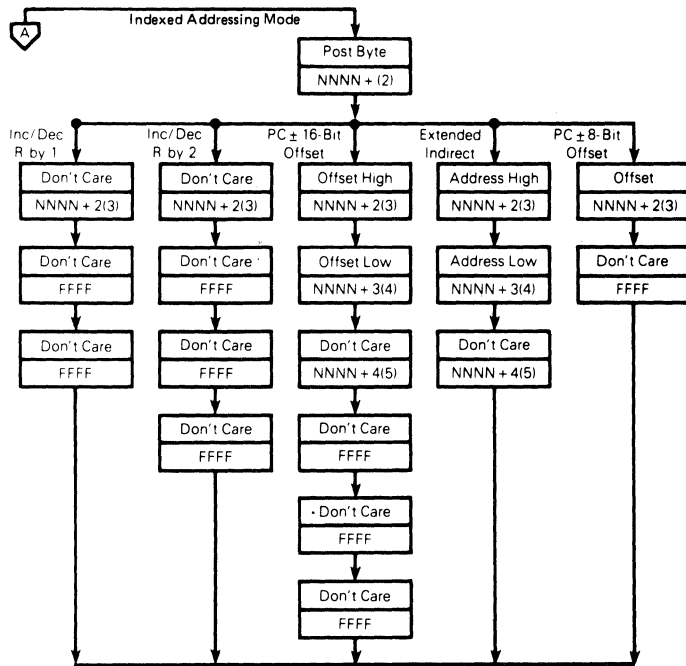 Indexed Addressing Mode
A
Post Byte
NNNN + (2)
Inc/Dec
R by 1
Don't Care
NNNN + 2(3)
Don't Care
FFFF
Don't Care
FFFF
Inc/Dec
R by 2
Don't Care
NNNN + 2(3)
Don't Care
FFFF
Don't Care
FFFF
Don't Care
FFFF
PC ± 16-Bit
Offset
Offset High
NNNN + 2(3)
Offset Low
NNNN + 3(4)
Don't Care
NNNN + 4(5)
Don't Care
FFFF
Don't Care
FFFF
Don't Care
FFFF
Extended
Indirect
Address High
NNNN + 2(3)
Address Low
NNNN + 3(4)
Don't Care
NNNN + 4(5)
PC ± 8-Bit
Offset
Offset
NNNN + 2(3)
Don't Care
FFFF